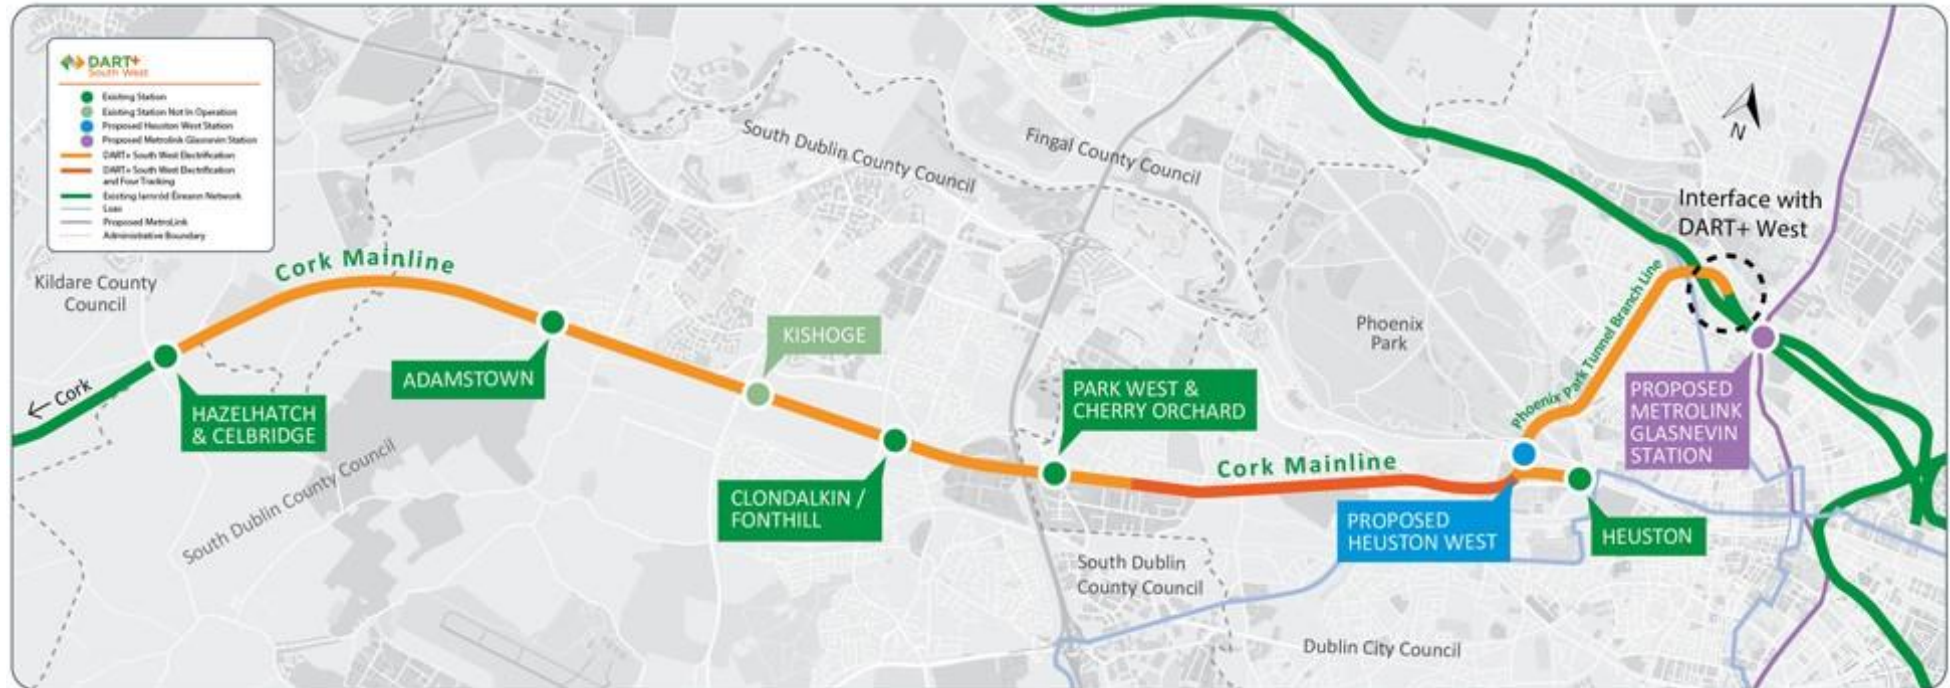 DART+
South West
Existing Station
Existing Station Not In Operation
Proposed Heuston West Station
Proposed Metrolink Glasnevin Station
DART+ South West Electrification
DART+ South West Electrification
and Four Tracking
Existing Iarnród Éireann Network
Luas
Proposed MetroLink
Administrative Boundary
Kildare County
Council
Cork Mainline
← Cork
HAZELHATCH
& CELBRIDGE
ADAMSTOWN
South Dublin County Council
KISHOGE
CLONDALKIN /
FONTHILL
South Dublin County Council
Fingal County Council
PARK WEST &
CHERRY ORCHARD
Cork Mainline
South Dublin
County Council
Phoenix
Park
Phoenix Park Tunnel Branch Line
PROPOSED
HEUSTON WEST
HEUSTON
Dublin City Council
N
Interface with
DART+ West
PROPOSED
METROLINK
GLASNEVIN
STATION